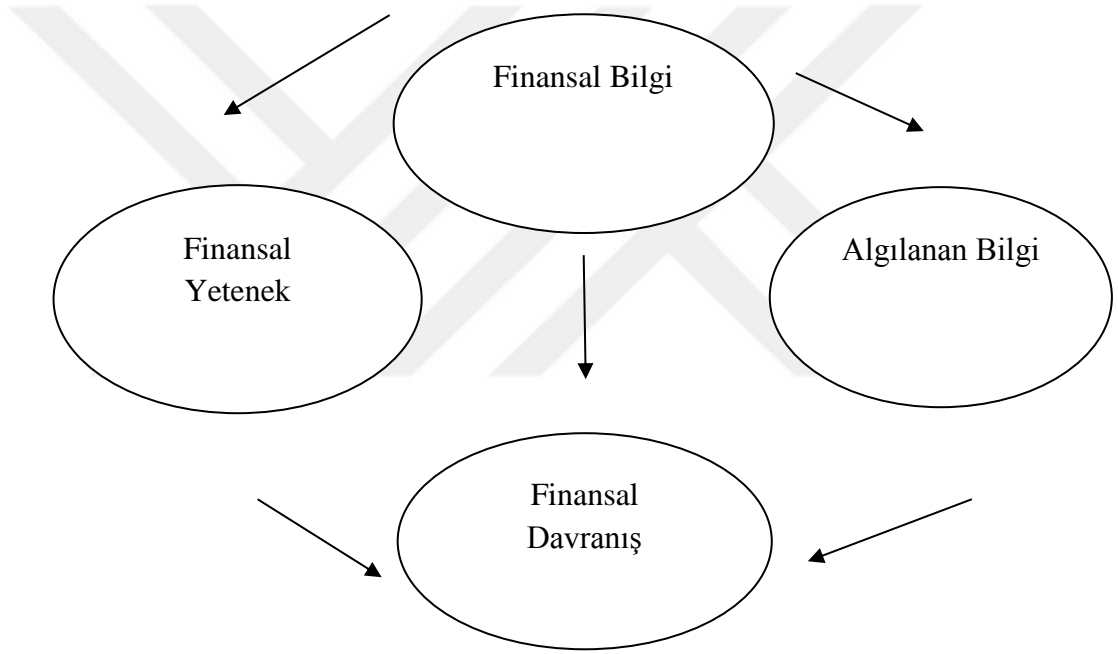 Finansal Bilgi
Finansal
Yetenek
Algılanan Bilgi
Finansal
Davranış